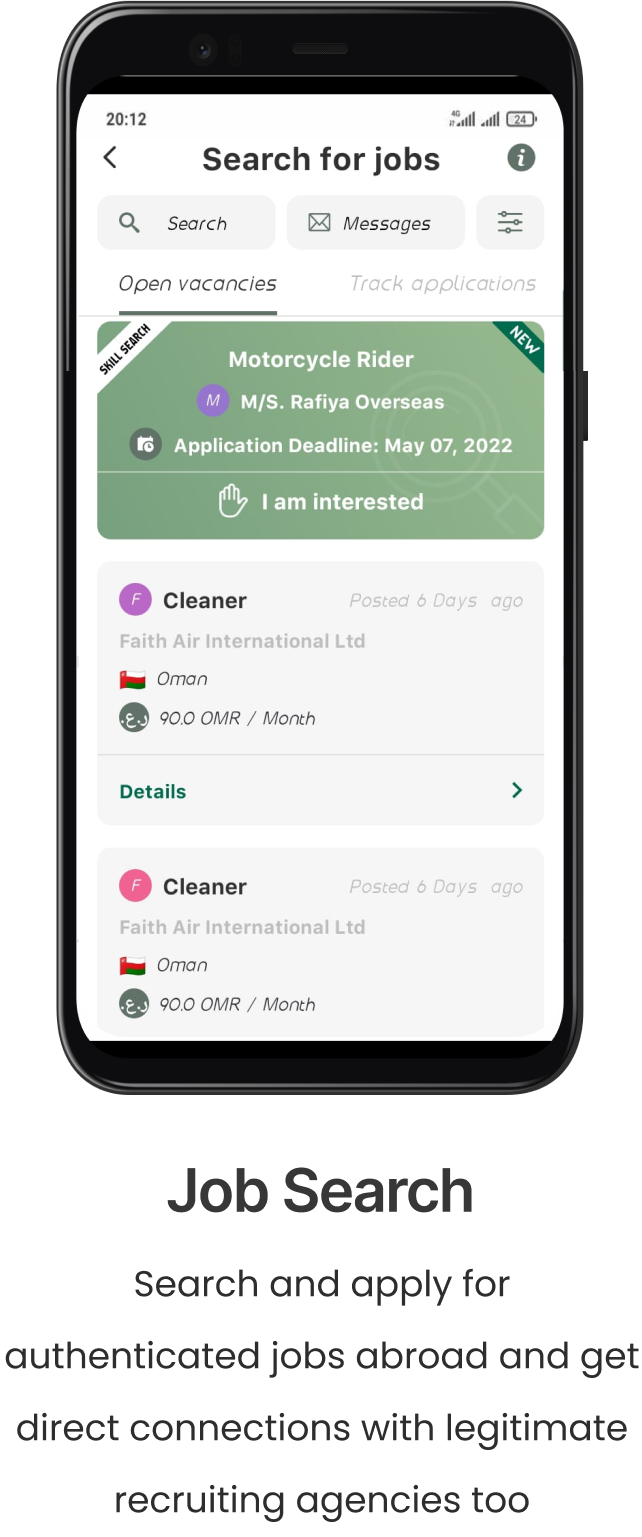 20:12
4G
24
Search for jobs
i
Search
Messages
Open vacancies
Track applications
SKILL SEARCH
NEW
Motorcycle Rider
M
M/S. Rafiya Overseas
Application Deadline: May 07, 2022
I am interested
F
Cleaner
Posted 6 Days ago
Faith Air International Ltd
Oman
ر.ع.
90.0 OMR / Month
Details
F
Cleaner
Posted 6 Days ago
Faith Air International Ltd
Oman
ر.ع.
90.0 OMR / Month
Job Search
Search and apply for
authenticated jobs abroad and get
direct connections with legitimate
recruiting agencies too